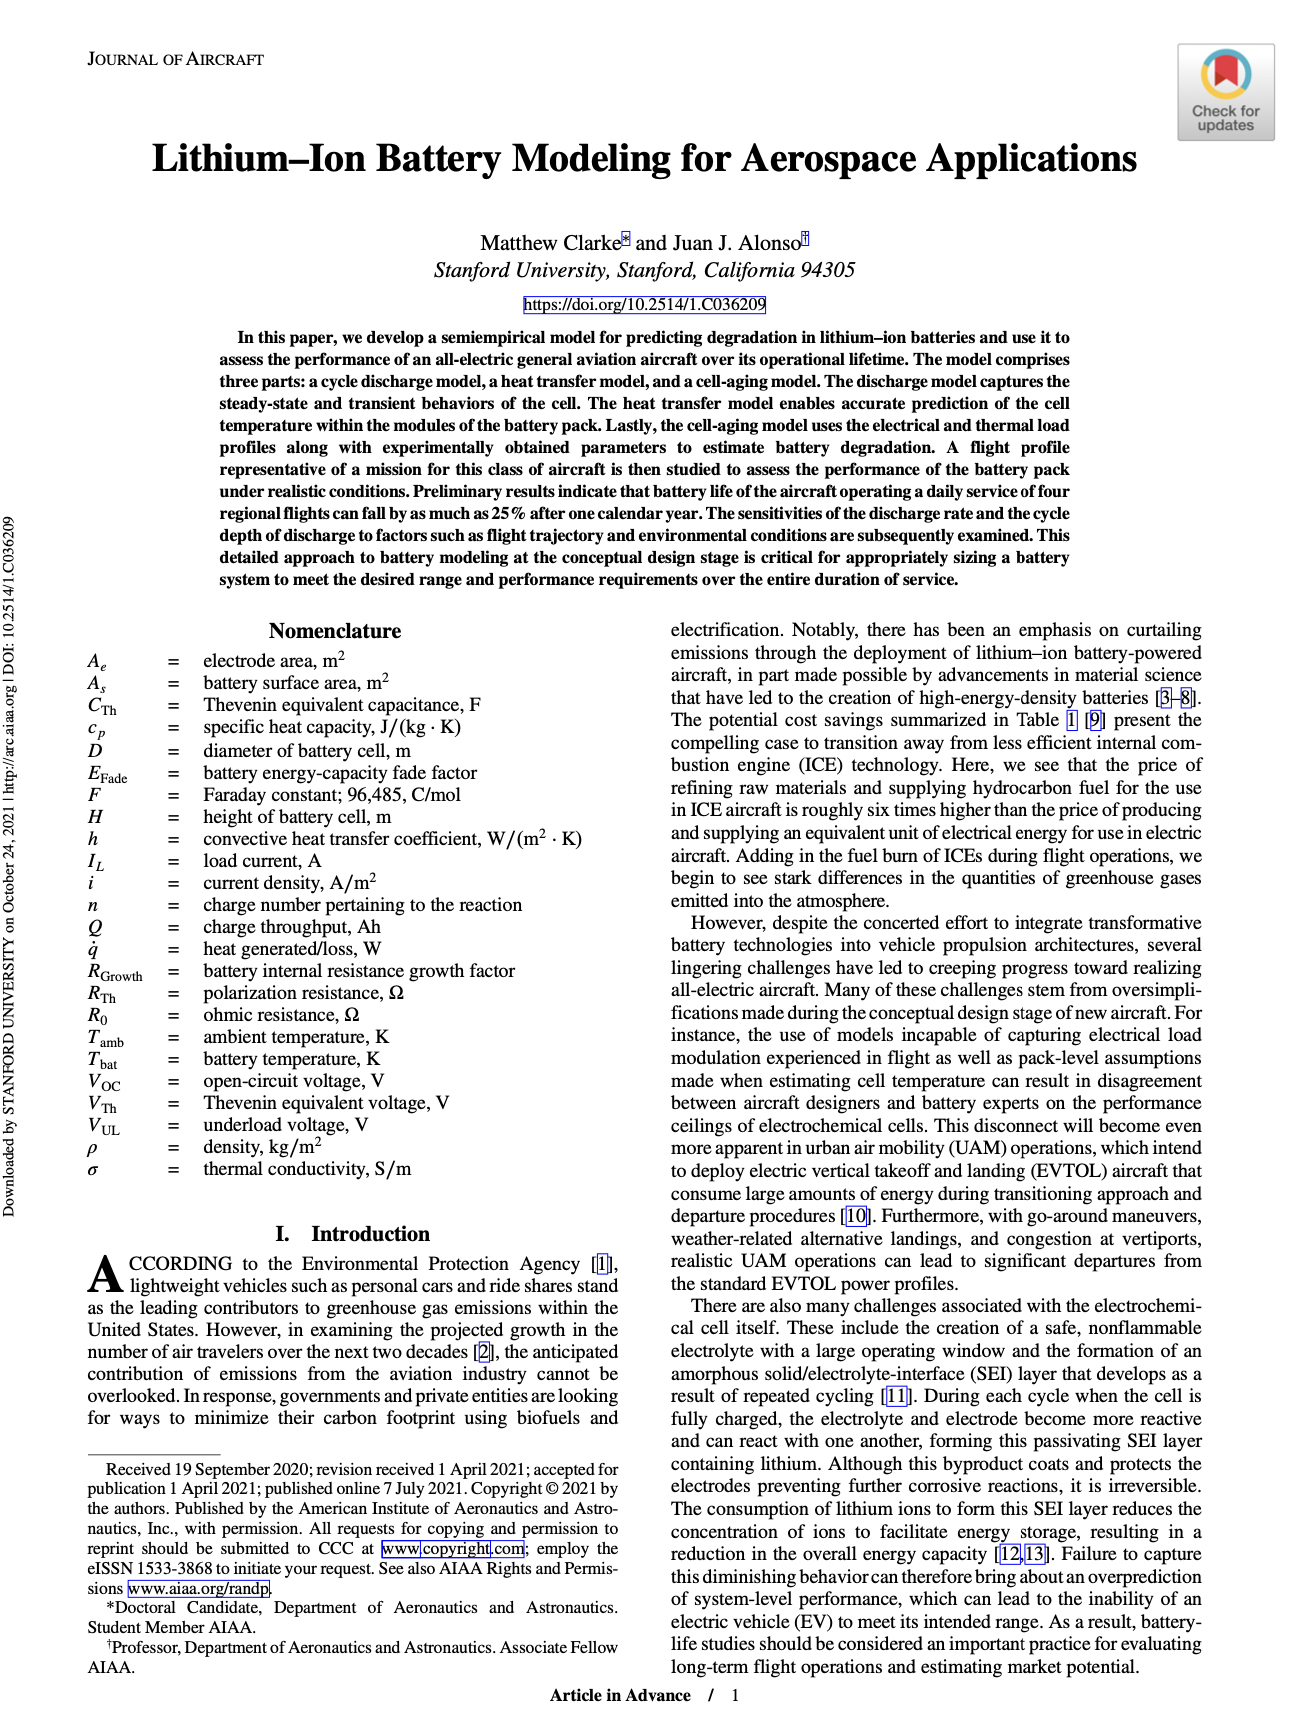 JOURNAL OF AIRCRAFT
Check for
updates
Lithium–Ion Battery Modeling for Aerospace Applications
Matthew Clarke* and Juan J. Alonso†
Stanford University, Stanford, California 94305
https://doi.org/10.2514/1.C036209
In this paper, we develop a semiempirical model for predicting degradation in lithium–ion batteries and use it to
assess the performance of an all-electric general aviation aircraft over its operational lifetime. The model comprises
three parts: a cycle discharge model, a heat transfer model, and a cell-aging model. The discharge model captures the
steady-state and transient behaviors of the cell. The heat transfer model enables accurate prediction of the cell
temperature within the modules of the battery pack. Lastly, the cell-aging model uses the electrical and thermal load
profiles along with experimentally obtained parameters to estimate battery degradation. A flight profile
representative of a mission for this class of aircraft is then studied to assess the performance of the battery pack
under realistic conditions. Preliminary results indicate that battery life of the aircraft operating a daily service of four
regional flights can fall by as much as 25% after one calendar year. The sensitivities of the discharge rate and the cycle
depth of discharge to factors such as flight trajectory and environmental conditions are subsequently examined. This
detailed approach to battery modeling at the conceptual design stage is critical for appropriately sizing a battery
system to meet the desired range and performance requirements over the entire duration of service.
Nomenclature
A_e = electrode area, m²
A_s = battery surface area, m²
C_Th = Thevenin equivalent capacitance, F
c_p = specific heat capacity, J/(kg · K)
D = diameter of battery cell, m
E_Fade = battery energy-capacity fade factor
F = Faraday constant; 96,485, C/mol
H = height of battery cell, m
h = convective heat transfer coefficient, W/(m² · K)
I_L = load current, A
i = current density, A/m²
n = charge number pertaining to the reaction
Q = charge throughput, Ah
q̇ = heat generated/loss, W
R_Growth = battery internal resistance growth factor
R_Th = polarization resistance, Ω
R_0 = ohmic resistance, Ω
T_amb = ambient temperature, K
T_bat = battery temperature, K
V_OC = open-circuit voltage, V
V_Th = Thevenin equivalent voltage, V
V_UL = underload voltage, V
ρ = density, kg/m²
σ = thermal conductivity, S/m
I. Introduction
ACCORDING to the Environmental Protection Agency [1],
lightweight vehicles such as personal cars and ride shares stand
as the leading contributors to greenhouse gas emissions within the
United States. However, in examining the projected growth in the
number of air travelers over the next two decades [2], the anticipated
contribution of emissions from the aviation industry cannot be
overlooked. In response, governments and private entities are looking
for ways to minimize their carbon footprint using biofuels and
Received 19 September 2020; revision received 1 April 2021; accepted for
publication 1 April 2021; published online 7 July 2021. Copyright © 2021 by
the authors. Published by the American Institute of Aeronautics and Astro-
nautics, Inc., with permission. All requests for copying and permission to
reprint should be submitted to CCC at www.copyright.com; employ the
eISSN 1533-3868 to initiate your request. See also AIAA Rights and Permis-
sions www.aiaa.org/randp.
*Doctoral Candidate, Department of Aeronautics and Astronautics.
Student Member AIAA.
†Professor, Department of Aeronautics and Astronautics. Associate Fellow
AIAA.
electrification. Notably, there has been an emphasis on curtailing
emissions through the deployment of lithium–ion battery-powered
aircraft, in part made possible by advancements in material science
that have led to the creation of high-energy-density batteries [3–8].
The potential cost savings summarized in Table 1 [9] present the
compelling case to transition away from less efficient internal com-
bustion engine (ICE) technology. Here, we see that the price of
refining raw materials and supplying hydrocarbon fuel for the use
in ICE aircraft is roughly six times higher than the price of producing
and supplying an equivalent unit of electrical energy for use in electric
aircraft. Adding in the fuel burn of ICEs during flight operations, we
begin to see stark differences in the quantities of greenhouse gases
emitted into the atmosphere.
However, despite the concerted effort to integrate transformative
battery technologies into vehicle propulsion architectures, several
lingering challenges have led to creeping progress toward realizing
all-electric aircraft. Many of these challenges stem from oversimpli-
fications made during the conceptual design stage of new aircraft. For
instance, the use of models incapable of capturing electrical load
modulation experienced in flight as well as pack-level assumptions
made when estimating cell temperature can result in disagreement
between aircraft designers and battery experts on the performance
ceilings of electrochemical cells. This disconnect will become even
more apparent in urban air mobility (UAM) operations, which intend
to deploy electric vertical takeoff and landing (EVTOL) aircraft that
consume large amounts of energy during transitioning approach and
departure procedures [10]. Furthermore, with go-around maneuvers,
weather-related alternative landings, and congestion at vertiports,
realistic UAM operations can lead to significant departures from
the standard EVTOL power profiles.
There are also many challenges associated with the electrochemi-
cal cell itself. These include the creation of a safe, nonflammable
electrolyte with a large operating window and the formation of an
amorphous solid/electrolyte-interface (SEI) layer that develops as a
result of repeated cycling [11]. During each cycle when the cell is
fully charged, the electrolyte and electrode become more reactive
and can react with one another, forming this passivating SEI layer
containing lithium. Although this byproduct coats and protects the
electrodes preventing further corrosive reactions, it is irreversible.
The consumption of lithium ions to form this SEI layer reduces the
concentration of ions to facilitate energy storage, resulting in a
reduction in the overall energy capacity [12,13]. Failure to capture
this diminishing behavior can therefore bring about an overprediction
of system-level performance, which can lead to the inability of an
electric vehicle (EV) to meet its intended range. As a result, battery-
life studies should be considered an important practice for evaluating
long-term flight operations and estimating market potential.
Article in Advance / 1
Downloaded by STANFORD UNIVERSITY on October 24, 2021 | http://arc.aiaa.org | DOI: 10.2514/1.C036209